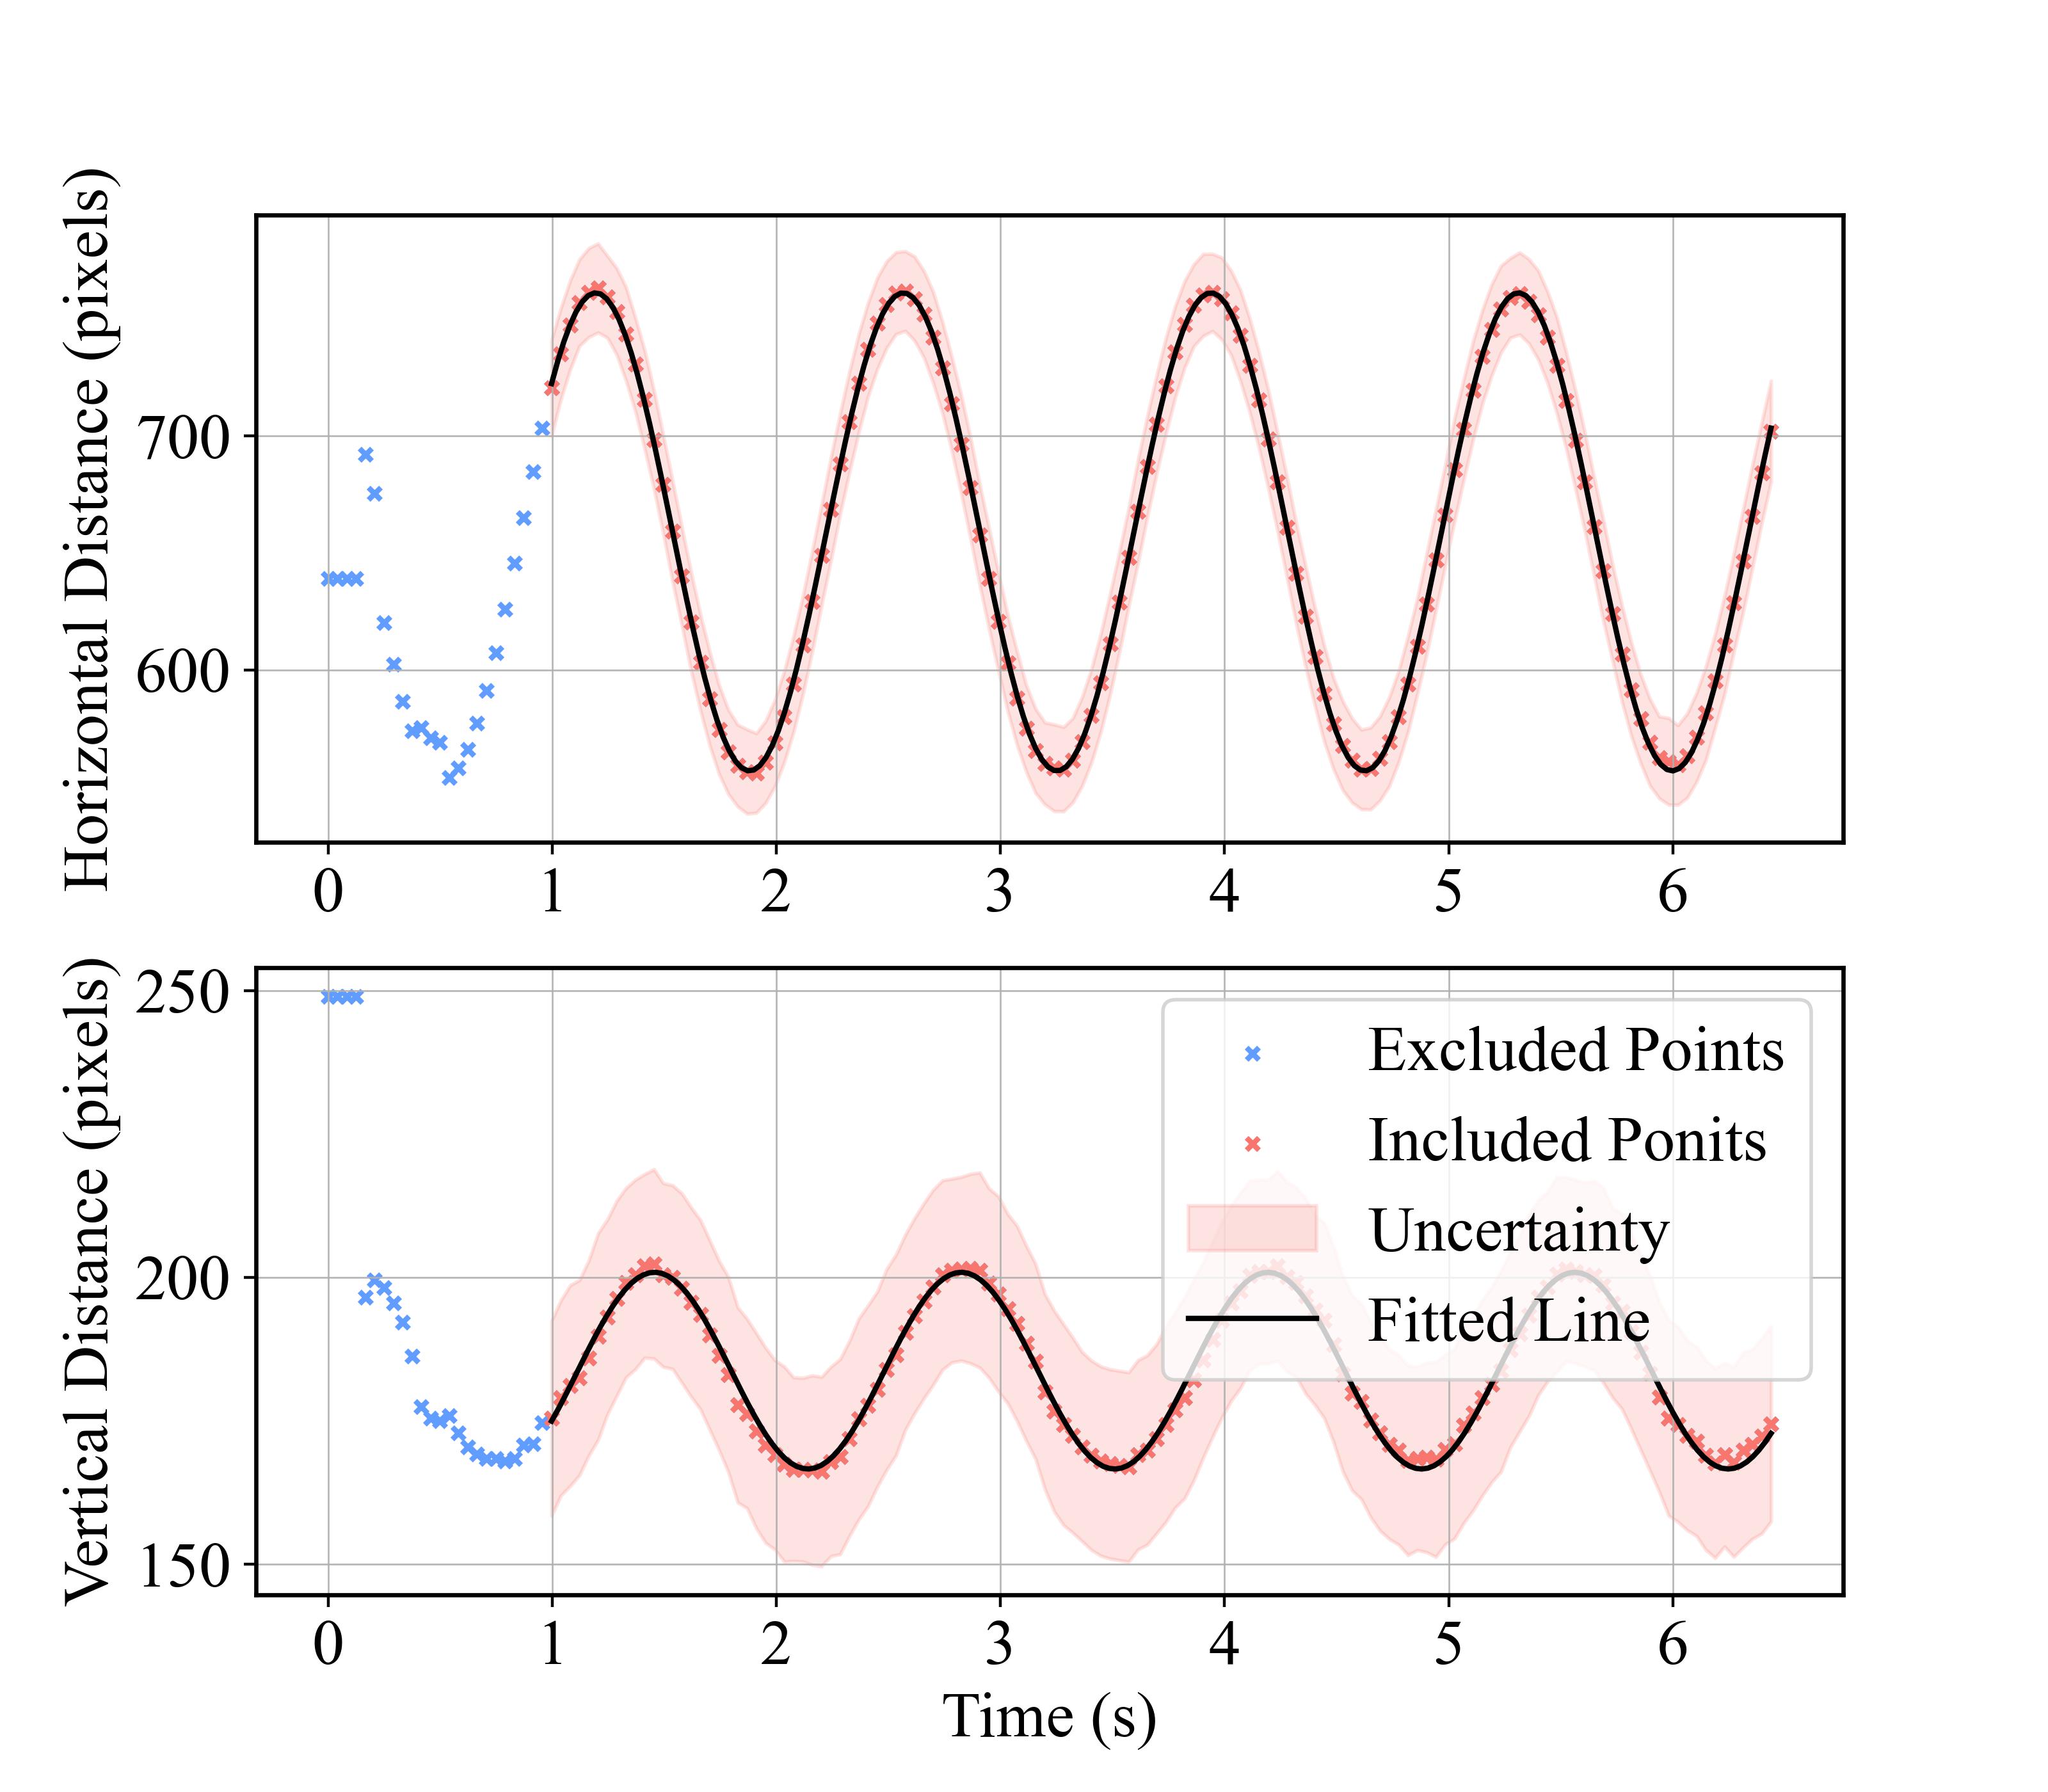 Horizontal Distance (pixels)
700
600
0 1 2 3 4 5 6
Vertical Distance (pixels)
250
200
150
Excluded Points
Included Ponits
Uncertainty
Fitted Line
0 1 2 3 4 5 6
Time (s)